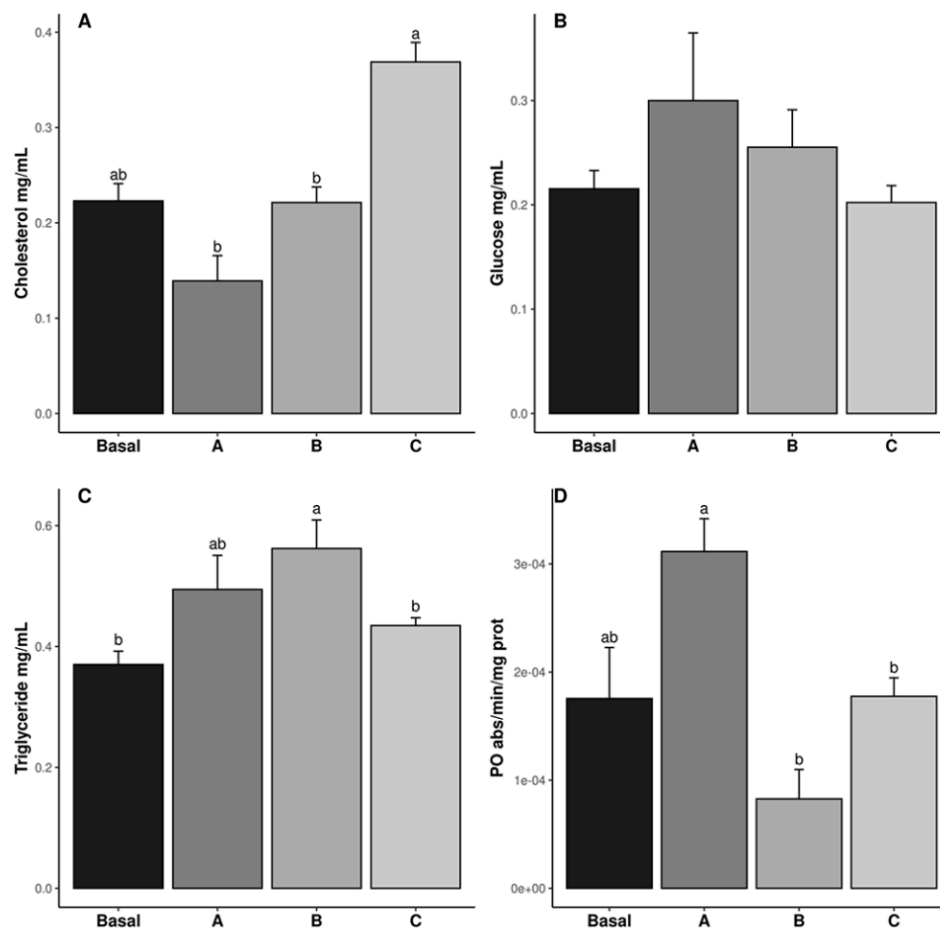 A
Cholesterol mg/mL
0.4
0.3
0.2
0.1
0.0
ab
b
b
a
Basal A B C
B
Glucose mg/mL
0.3
0.2
0.1
0.0
Basal A B C
C
Triglyceride mg/mL
0.6
0.4
0.2
0.0
b
ab
a
b
Basal A B C
D
PO abs/min/mg prot
3e-04
2e-04
1e-04
0e+00
ab
a
b
b
Basal A B C